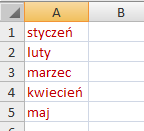 A B
1 styczeń
2 luty
3 marzec
4 kwiecień
5 maj